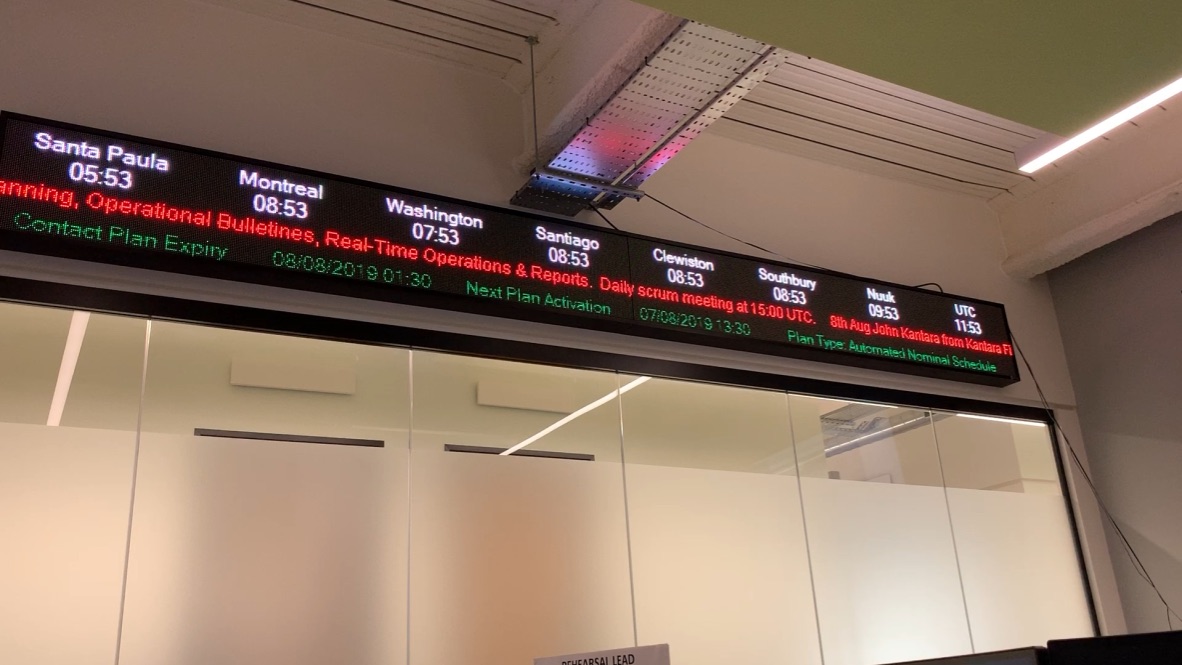 Santa Paula Montreal Washington Santiago Clewiston Southbury Nuuk UTC
05:53 08:53 07:53 08:53 08:53 08:53 09:53 11:53
anning, Operational Bulletines, Real-Time Operations & Reports. Daily scrum meeting at 15:00 UTC. 8th Aug John Kantara from Kantara Fi
Contact Plan Expiry 08/08/2019 01:30 Next Plan Activation 07/08/2019 13:30 Plan Type: Automated Nominal Schedule
REHEARSAL LEAD